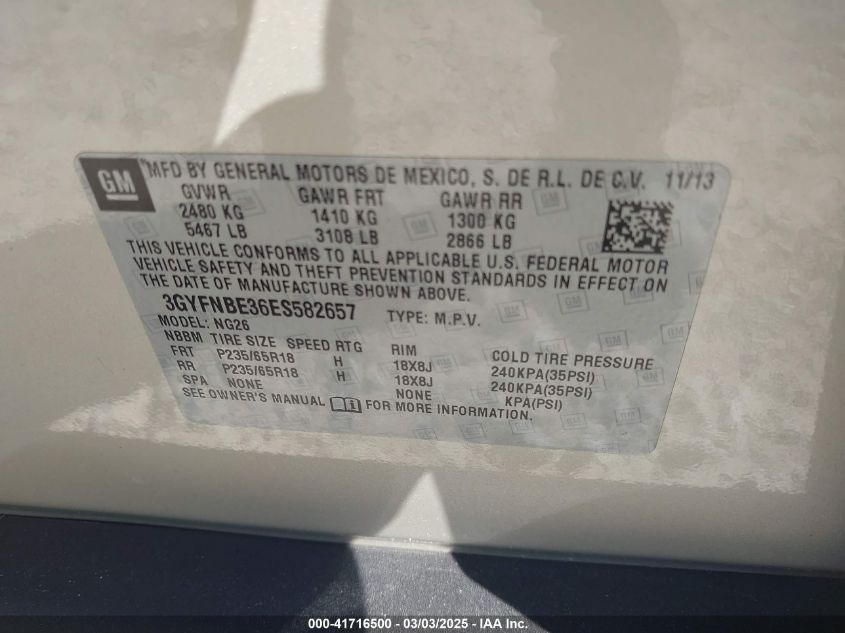 GM
MFD BY GENERAL MOTORS DE MEXICO, S. DE R.L. DE C.V. 11/13
GVWR GAWR FRT GAWR RR
2480 KG 1410 KG 1300 KG
5467 LB 3108 LB 2866 LB
THIS VEHICLE CONFORMS TO ALL APPLICABLE U.S. FEDERAL MOTOR
VEHICLE SAFETY AND THEFT PREVENTION STANDARDS IN EFFECT ON
THE DATE OF MANUFACTURE SHOWN ABOVE.
3GYFNBE36ES582657 TYPE: M.P.V.
MODEL: NG26
NBBM TIRE SIZE SPEED RTG RIM COLD TIRE PRESSURE
FRT P235/65R18 H 18X8J 240KPA(35PSI)
RR P235/65R18 H 18X8J 240KPA(35PSI)
SPA NONE NONE KPA(PSI)
SEE OWNER'S MANUAL FOR MORE INFORMATION.
000-41716500 - 03/03/2025 - IAA Inc.